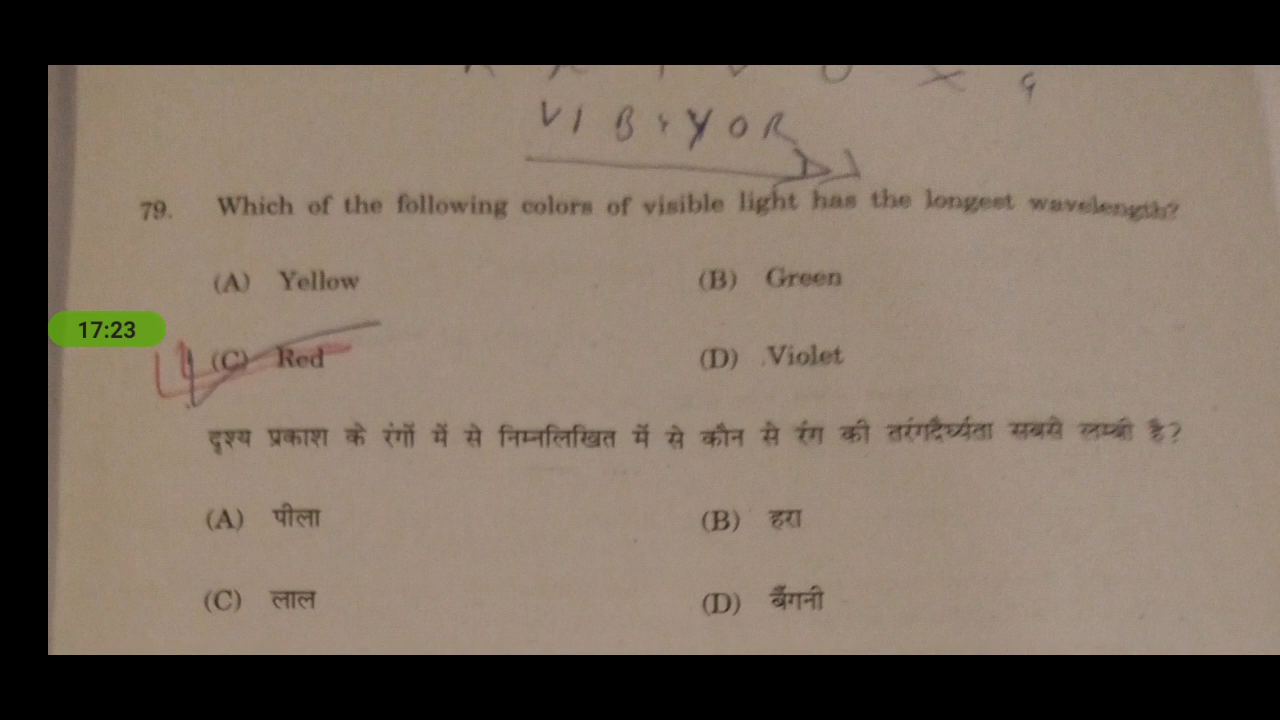 VIBGYOR
79. Which of the following colors of visible light has the longest wavelength?
(A) Yellow (B) Green
17:23
(C) Red (D) Violet
दृश्य प्रकाश के रंगों में से निम्नलिखित में से कौन से रंग की तरंगदैर्घ्यता सबसे लम्बी है?
(A) पीला (B) हरा
(C) लाल (D) बैंगनी